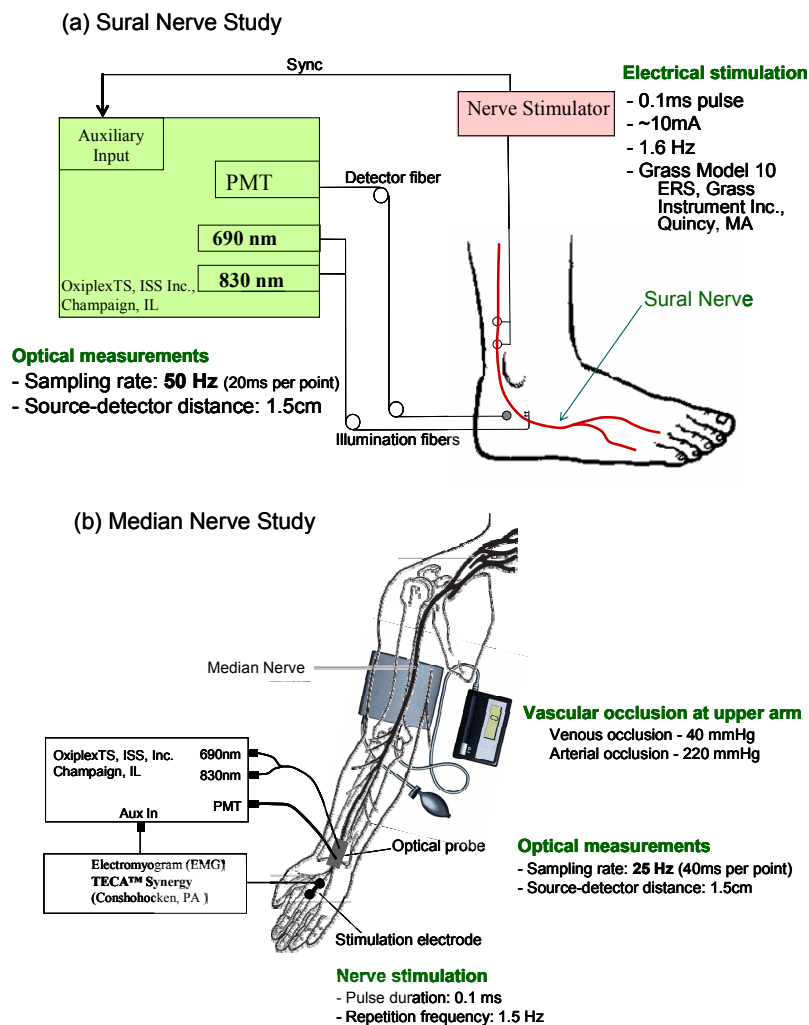 (a) Sural Nerve Study
Sync
Electrical stimulation
- 0.1ms pulse
- ~10mA
- 1.6 Hz
- Grass Model 10
ERS, Grass
Instrument Inc.,
Quincy, MA
Nerve Stimulator
Auxiliary
Input
PMT
Detector fiber
690 nm
830 nm
OxiplexTS, ISS Inc.,
Champaign, IL
Sural Nerve
Optical measurements
- Sampling rate: 50 Hz (20ms per point)
- Source-detector distance: 1.5cm
Illumination fibers
(b) Median Nerve Study
Median Nerve
Vascular occlusion at upper arm
Venous occlusion - 40 mmHg
Arterial occlusion - 220 mmHg
OxiplexTS, ISS, Inc.
Champaign, IL
690nm
830nm
PMT
Aux In
Optical probe
Optical measurements
- Sampling rate: 25 Hz (40ms per point)
- Source-detector distance: 1.5cm
Electromyogram (EMG)
TECA™ Synergy
(Conshohocken, PA )
Stimulation electrode
Nerve stimulation
- Pulse duration: 0.1 ms
- Repetition frequency: 1.5 Hz